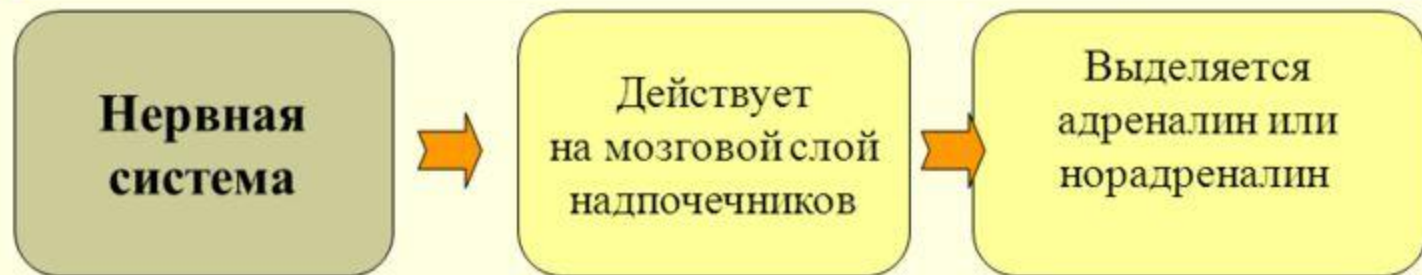 Нервная
система
Действует
на мозговой слой
надпочечников
Выделяется
адреналин или
норадреналин